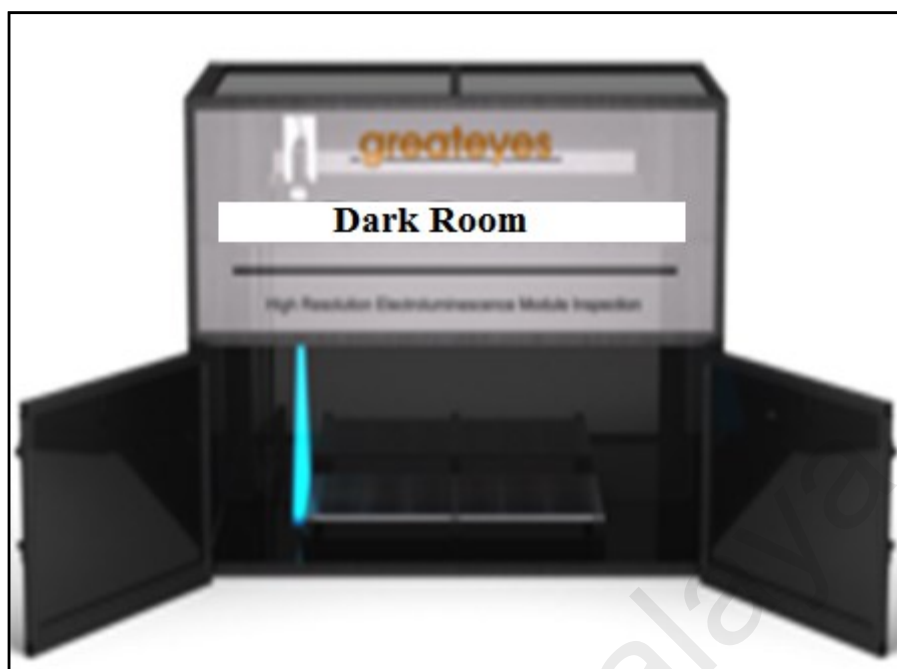 greateyes
Dark Room
High Resolution Electroluminescence Module Inspection